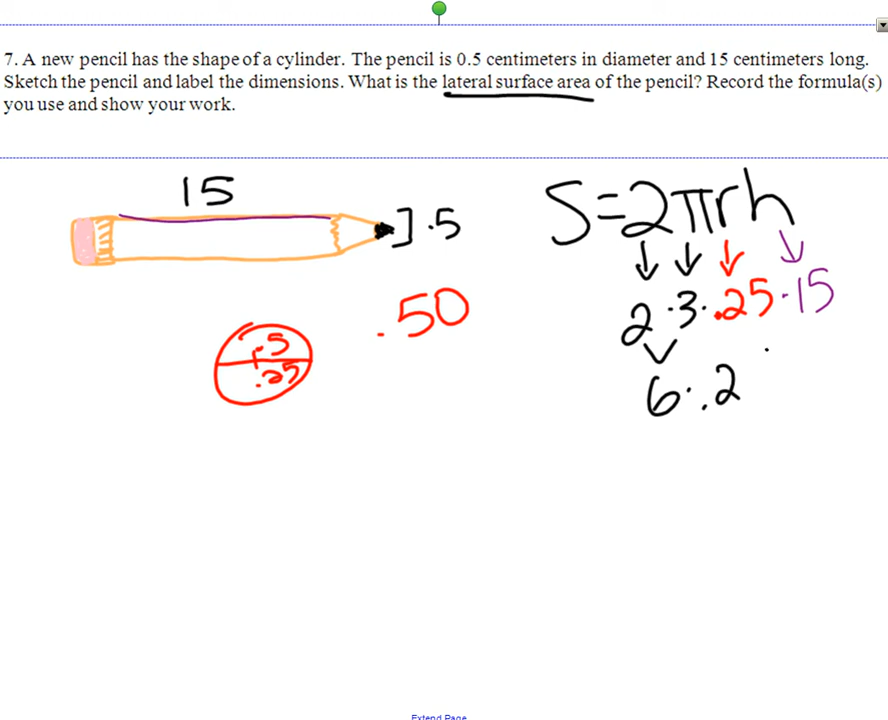 7. A new pencil has the shape of a cylinder. The pencil is 0.5 centimeters in diameter and 15 centimeters long.
Sketch the pencil and label the dimensions. What is the lateral surface area of the pencil? Record the formula(s)
you use and show your work.
15
.5
S=2πrh
2·3·.25·15
.50
.5
.25
6·.2
Extend Page